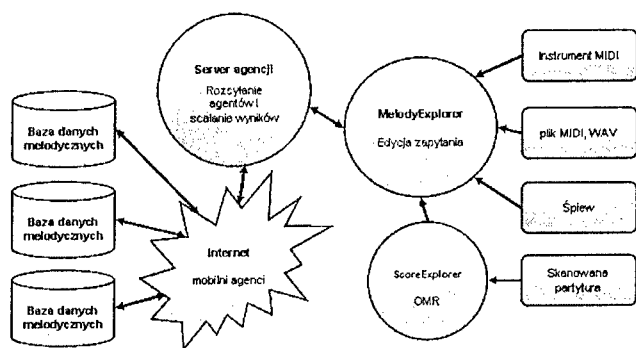 Server agencji
Rozsyłanie
agentów i
scalanie wyników
Instrument MIDI
MelodyExplorer
Edycja zapytania
plik MIDI, WAV
Śpiew
Baza danych
melodycznych
Baza danych
melodycznych
Baza danych
melodycznych
Internet
mobilni agenci
ScoreExplorer
OMR
Skanowana
partytura